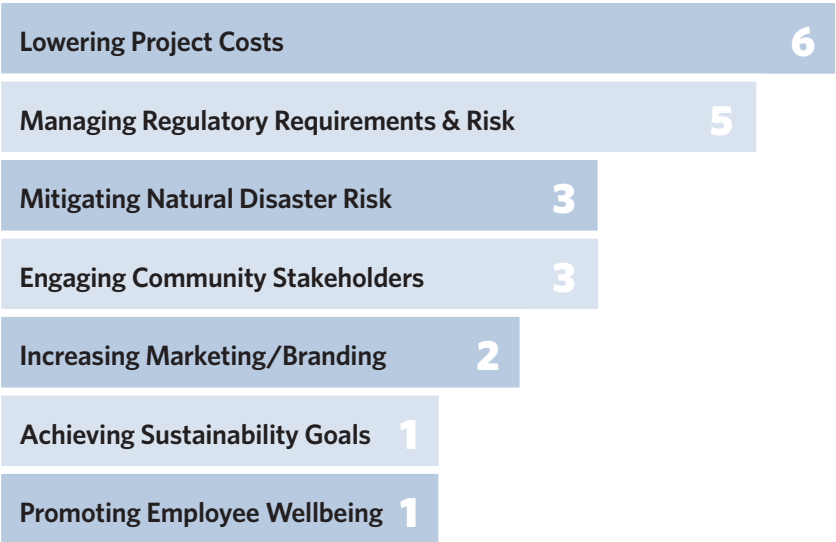 Lowering Project Costs 6
Managing Regulatory Requirements & Risk 5
Mitigating Natural Disaster Risk 3
Engaging Community Stakeholders 3
Increasing Marketing/Branding 2
Achieving Sustainability Goals 1
Promoting Employee Wellbeing 1